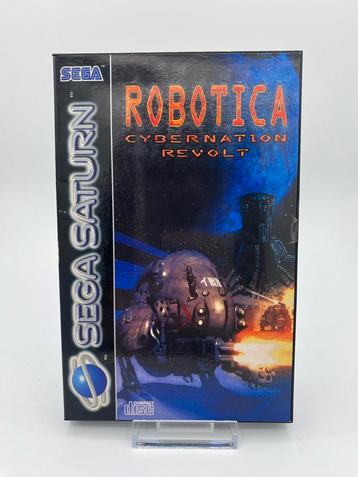 SEGA
SEGA SATURN
ROBOTICA
CYBERNATION
REVOLT
COMPACT
disc